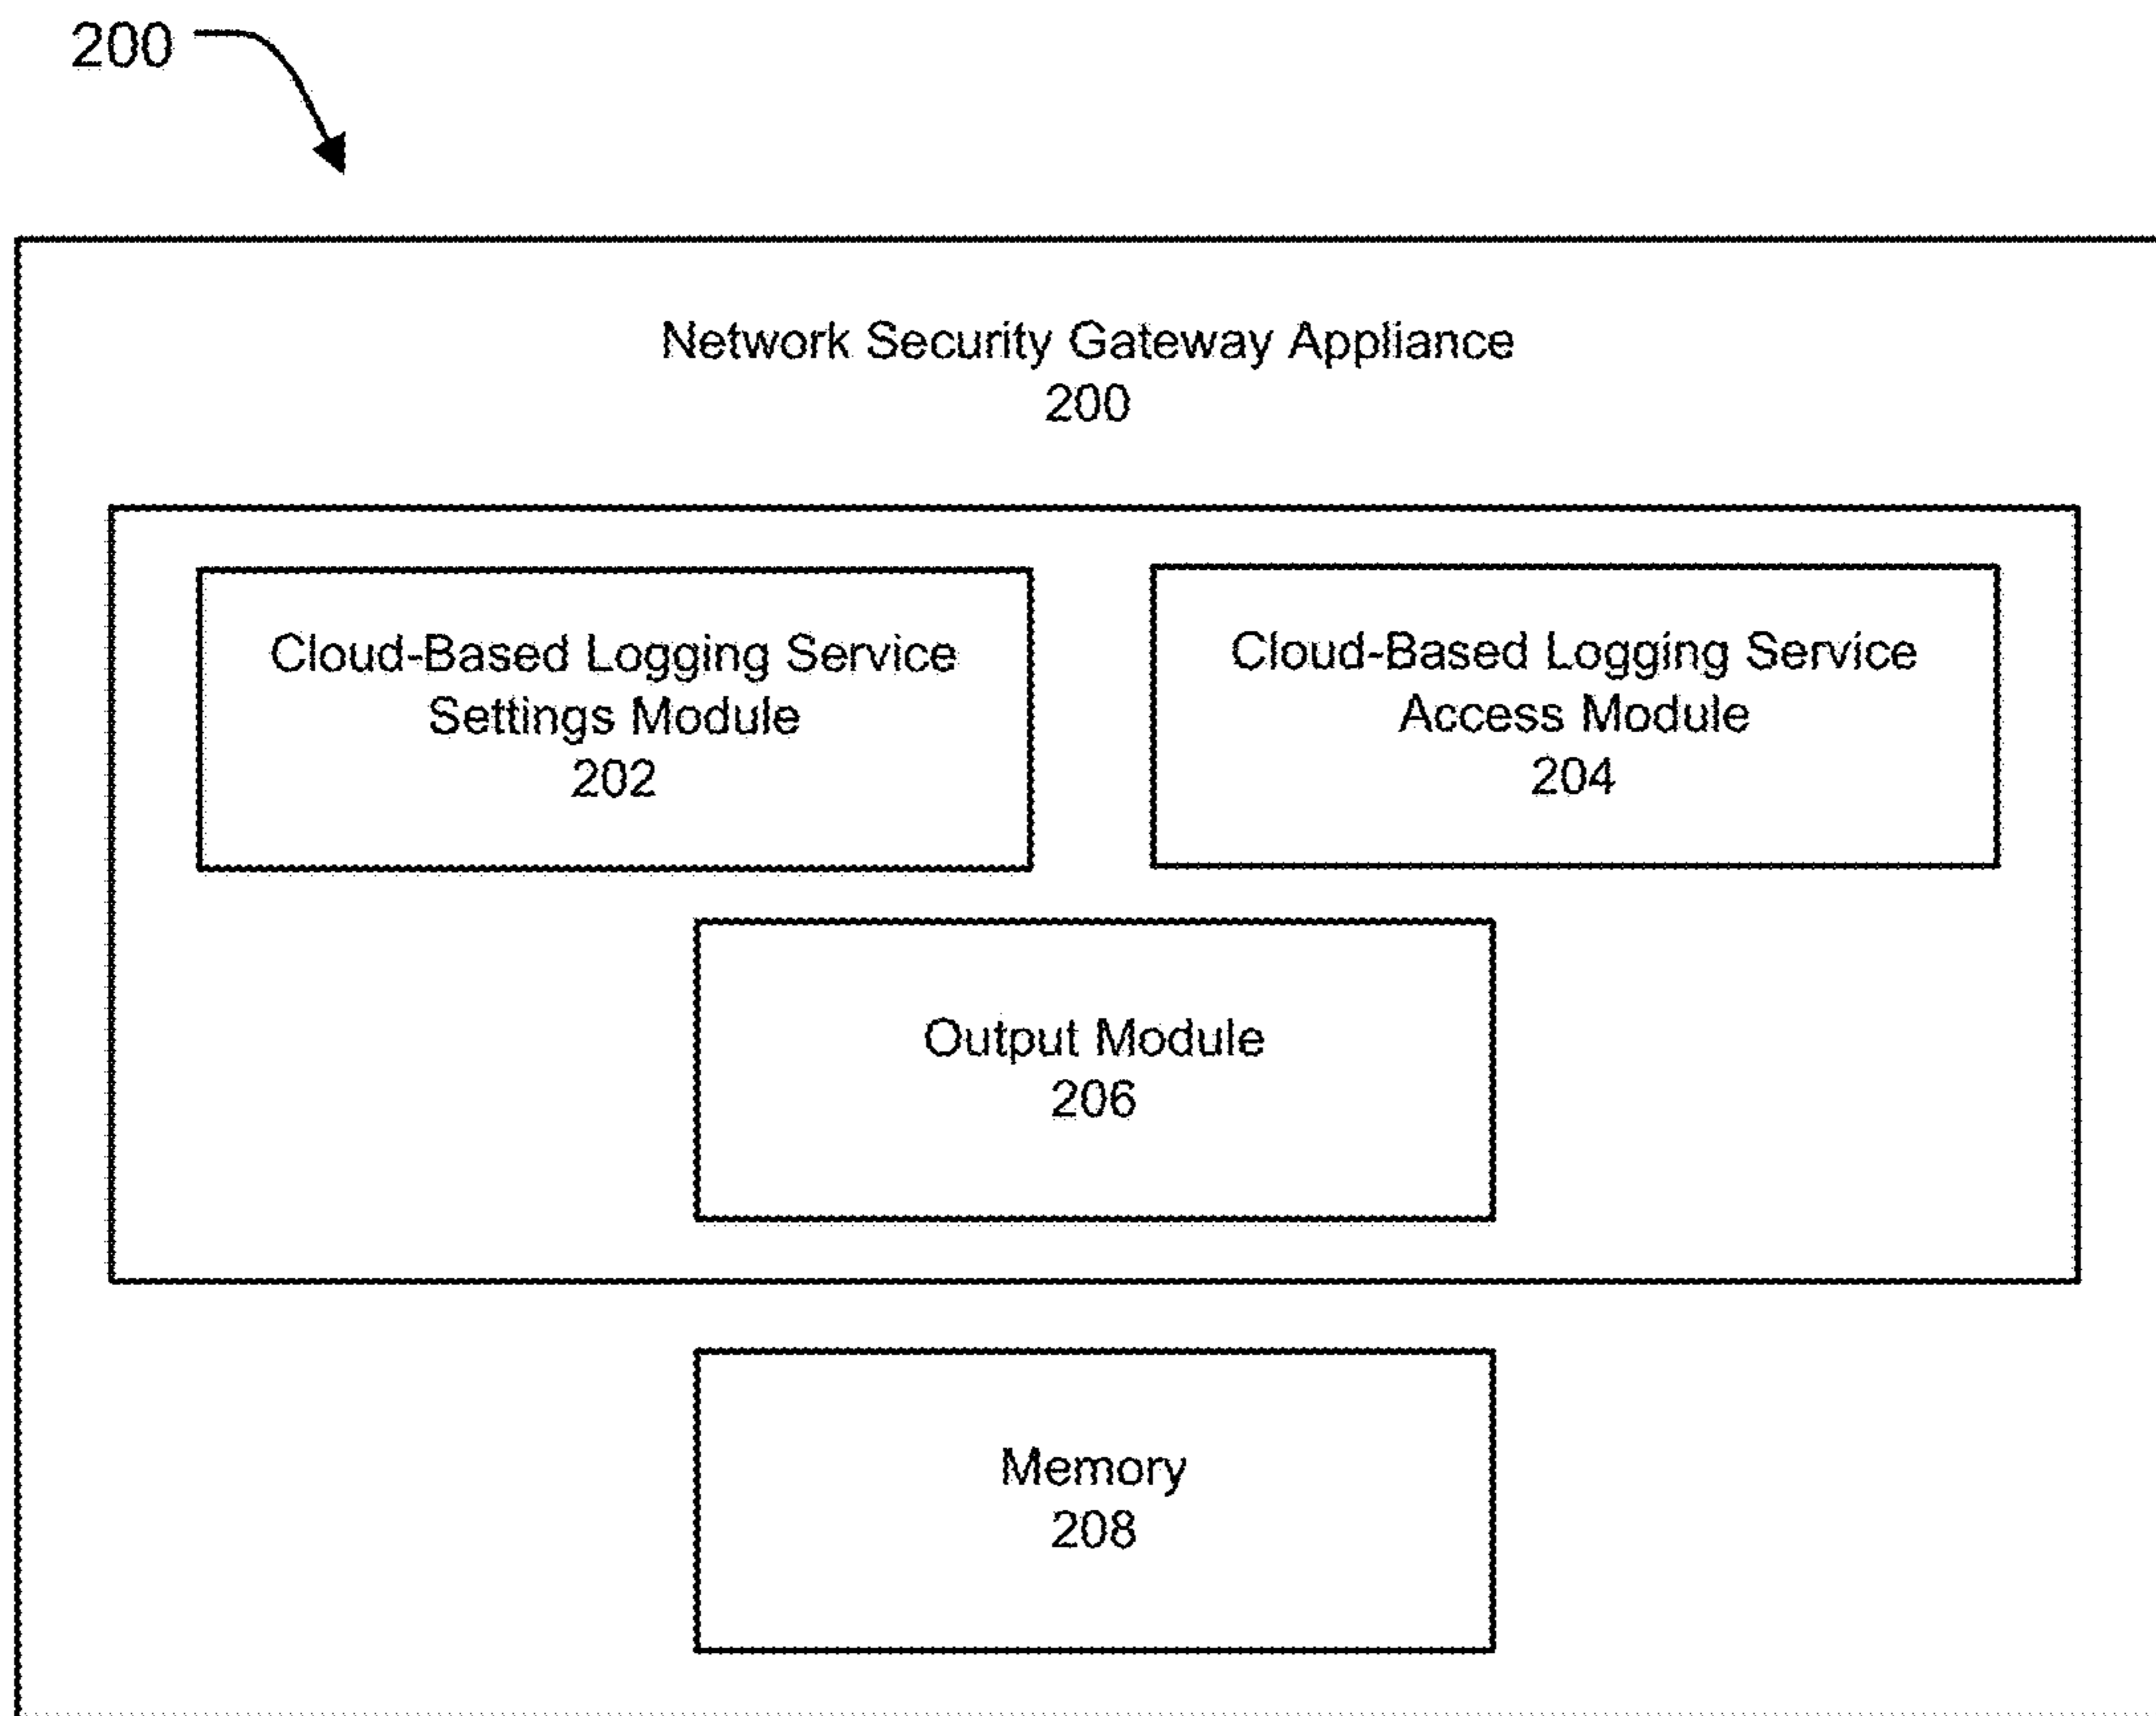 200
Network Security Gateway Appliance
200
Cloud-Based Logging Service
Settings Module
202
Cloud-Based Logging Service
Access Module
204
Output Module
206
Memory
208